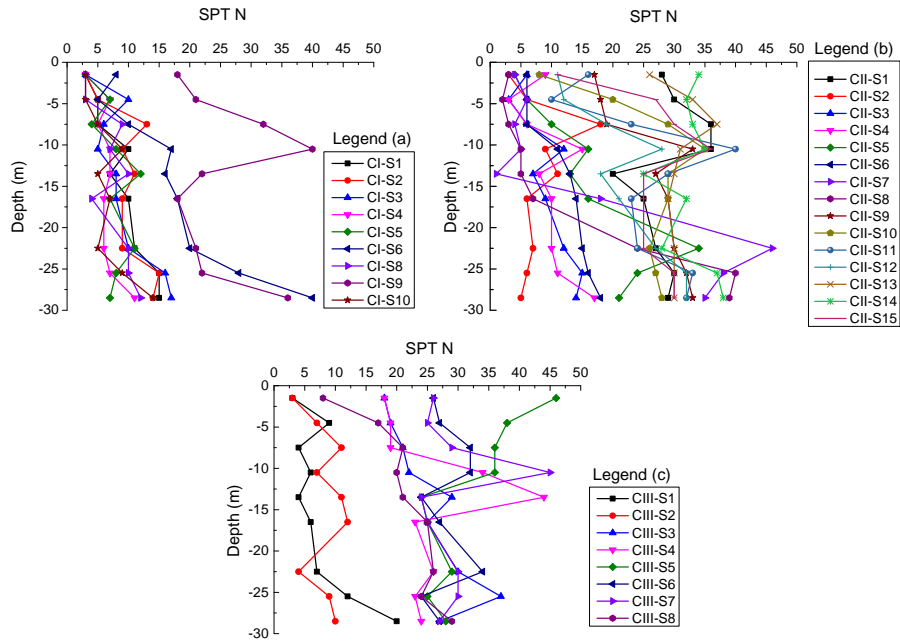 SPT N
0 5 10 15 20 25 30 35 40 45 50
0
-5
-10
-15
-20
-25
-30
Depth (m)
Legend (a)
CI-S1
CI-S2
CI-S3
CI-S4
CI-S5
CI-S6
CI-S8
CI-S9
CI-S10
SPT N
0 5 10 15 20 25 30 35 40 45 50
0
-5
-10
-15
-20
-25
-30
Depth (m)
Legend (b)
CII-S1
CII-S2
CII-S3
CII-S4
CII-S5
CII-S6
CII-S7
CII-S8
CII-S9
CII-S10
CII-S11
CII-S12
CII-S13
CII-S14
CII-S15
SPT N
0 5 10 15 20 25 30 35 40 45 50
0
-5
-10
-15
-20
-25
-30
Depth (m)
Legend (c)
CIII-S1
CIII-S2
CIII-S3
CIII-S4
CIII-S5
CIII-S6
CIII-S7
CIII-S8